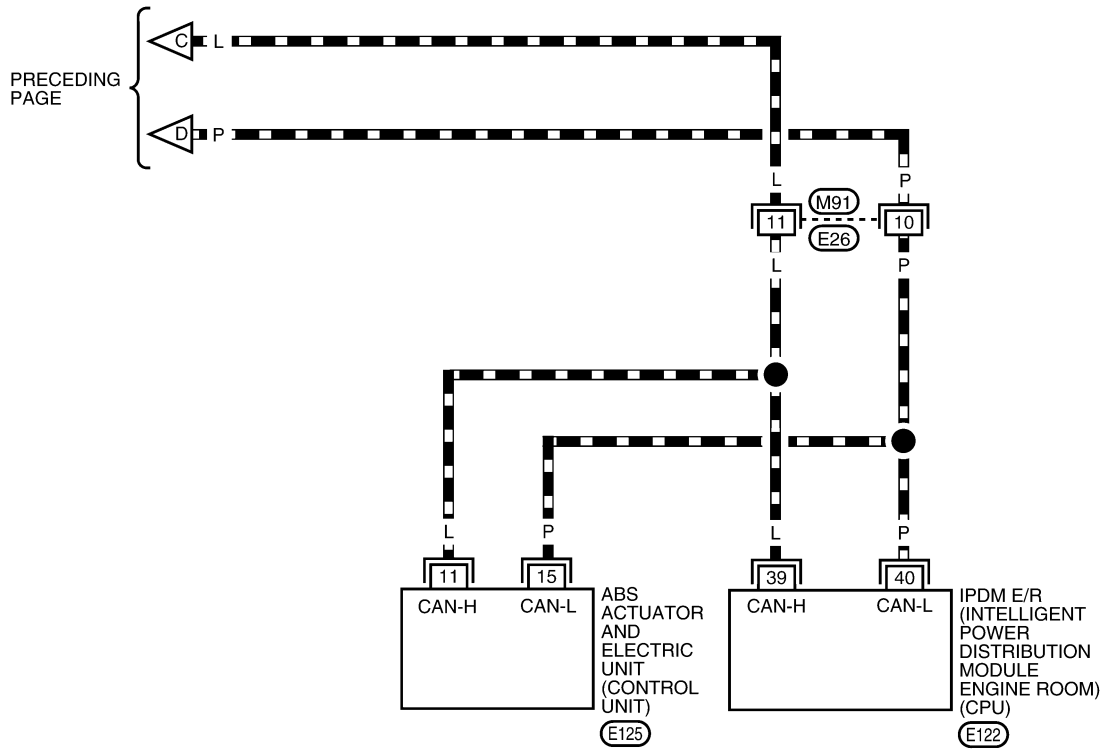 C L
PRECEDING
PAGE
D P
L
P
M91
11
10
E26
L
P
L
P
L
P
11
15
39
40
CAN-H
CAN-L
CAN-H
CAN-L
ABS
ACTUATOR
AND
ELECTRIC
UNIT
(CONTROL
UNIT)
E125
IPDM E/R
(INTELLIGENT
POWER
DISTRIBUTION
MODULE
ENGINE ROOM)
(CPU)
E122